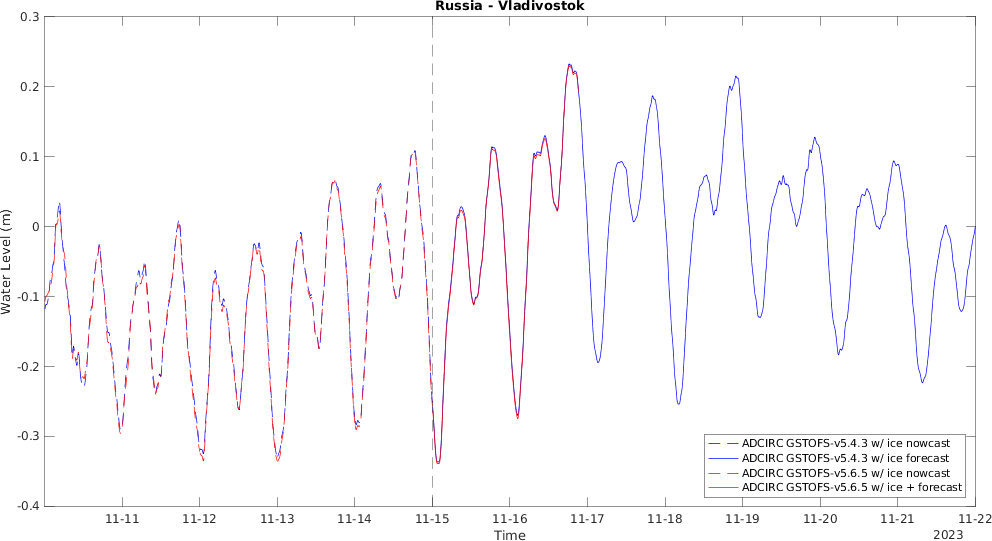 Russia - Vladivostok
0.3
0.2
0.1
0
-0.1
-0.2
-0.3
-0.4
Water Level (m)
ADCIRC GSTOFS-v5.4.3 w/ ice nowcast
ADCIRC GSTOFS-v5.4.3 w/ ice forecast
ADCIRC GSTOFS-v5.6.5 w/ ice nowcast
ADCIRC GSTOFS-v5.6.5 w/ ice + forecast
11-11 11-12 11-13 11-14 11-15 11-16 11-17 11-18 11-19 11-20 11-21 11-22
Time
2023